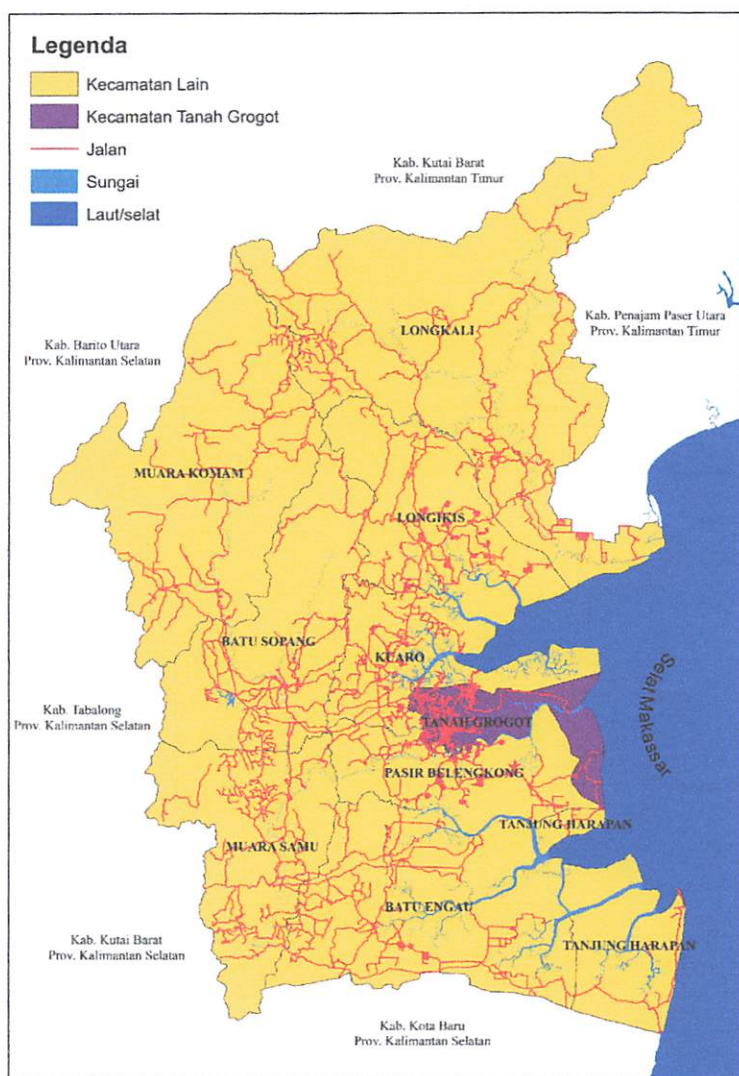 Legenda
Kecamatan Lain
Kecamatan Tanah Grogot
Jalan
Sungai
Laut/selat
Kab. Kutai Barat
Prov. Kalimantan Timur
Kab. Penajam Paser Utara
Prov. Kalimantan Timur
LONGKALI
Kab. Barito Utara
Prov. Kalimantan Selatan
MUARA KOMAM
LONGIKIS
BATU SOPANG
KUARO
Selat Makassar
Kab. Tabalong
Prov. Kalimantan Selatan
TANAH GROGOT
PASIR BELENGKONG
TANJUNG HARAPAN
MUARA SAMU
BATU ENGAU
Kab. Kutai Barat
Prov. Kalimantan Selatan
TANJUNG HARAPAN
Kab. Kota Baru
Prov. Kalimantan Selatan